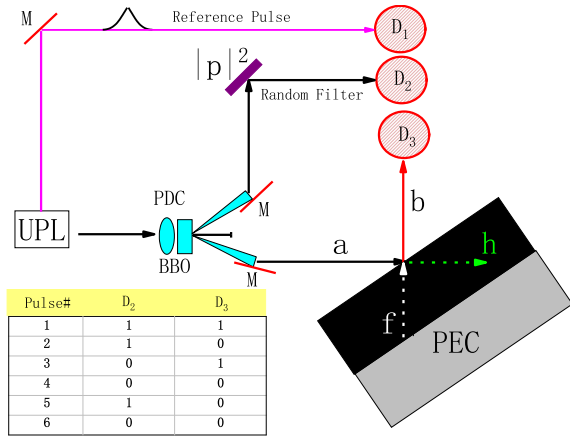 M
Reference Pulse
D1
|p|^2
Random Filter
D2
D3
PDC
M
b
UPL
a
h
BBO
M
f
PEC
Pulse# D2 D3
1 1 1
2 1 0
3 0 1
4 0 0
5 1 0
6 0 0